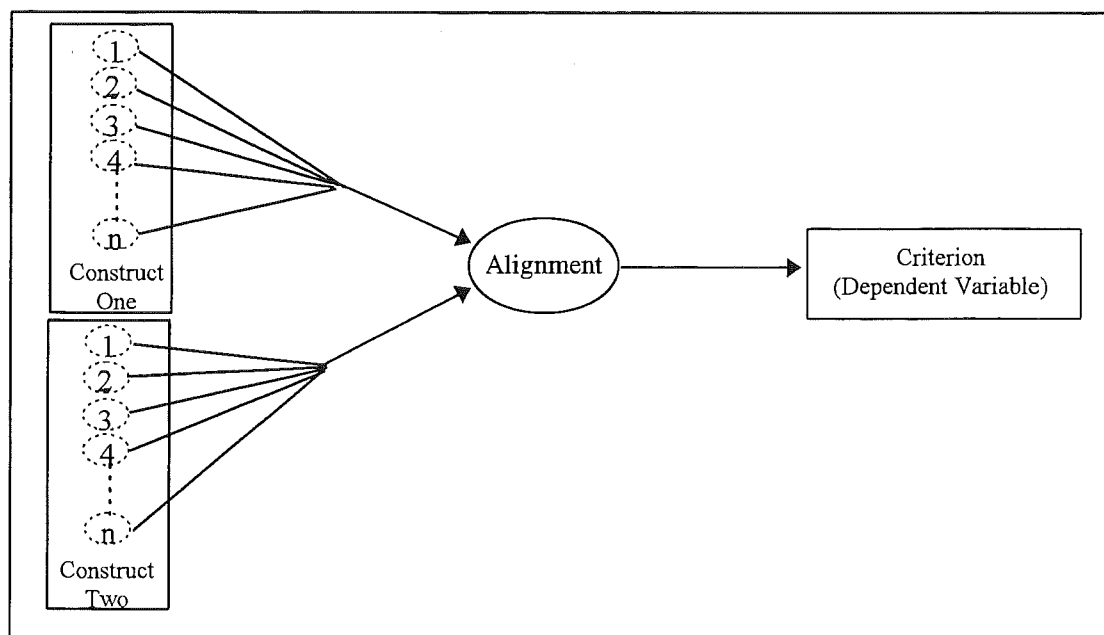 1
2
3
4
n
Construct
One
1
2
3
4
n
Construct
Two
Alignment
Criterion
(Dependent Variable)